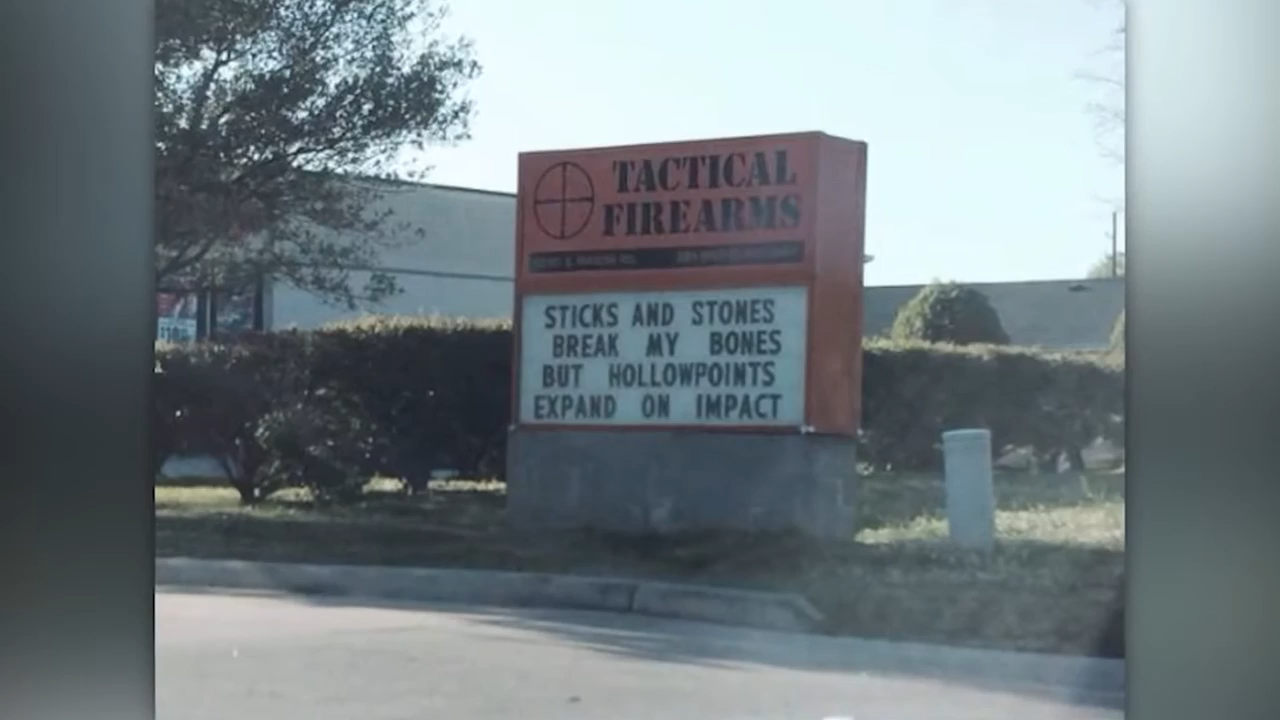 TACTICAL
FIREARMS
STICKS AND STONES
BREAK MY BONES
BUT HOLLOWPOINTS
EXPAND ON IMPACT